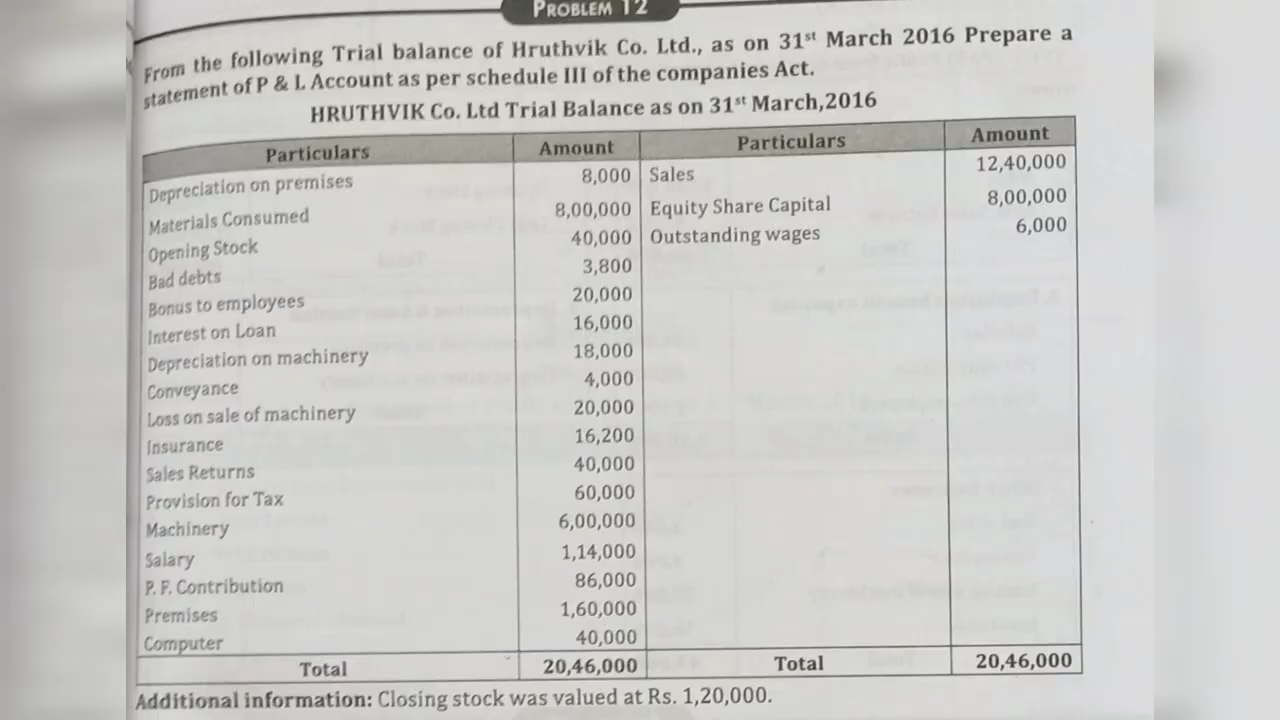 PROBLEM 12
From the following Trial balance of Hruthvik Co. Ltd., as on 31st March 2016 Prepare a
statement of P & L Account as per schedule III of the companies Act.
HRUTHVIK Co. Ltd Trial Balance as on 31st March,2016
Particulars Amount Particulars Amount
Depreciation on premises 8,000 Sales 12,40,000
Materials Consumed 8,00,000 Equity Share Capital 8,00,000
Opening Stock 40,000 Outstanding wages 6,000
Bad debts 3,800
Bonus to employees 20,000
Interest on Loan 16,000
Depreciation on machinery 18,000
Conveyance 4,000
Loss on sale of machinery 20,000
Insurance 16,200
Sales Returns 40,000
Provision for Tax 60,000
Machinery 6,00,000
Salary 1,14,000
P. F. Contribution 86,000
Premises 1,60,000
Computer 40,000
Total 20,46,000 Total 20,46,000
Additional information: Closing stock was valued at Rs. 1,20,000.